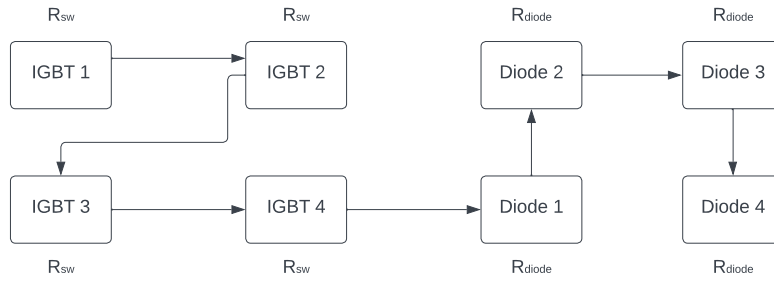 Rsw Rsw Rdiode Rdiode
IGBT 1 IGBT 2 Diode 2 Diode 3
IGBT 3 IGBT 4 Diode 1 Diode 4
Rsw Rsw Rdiode Rdiode